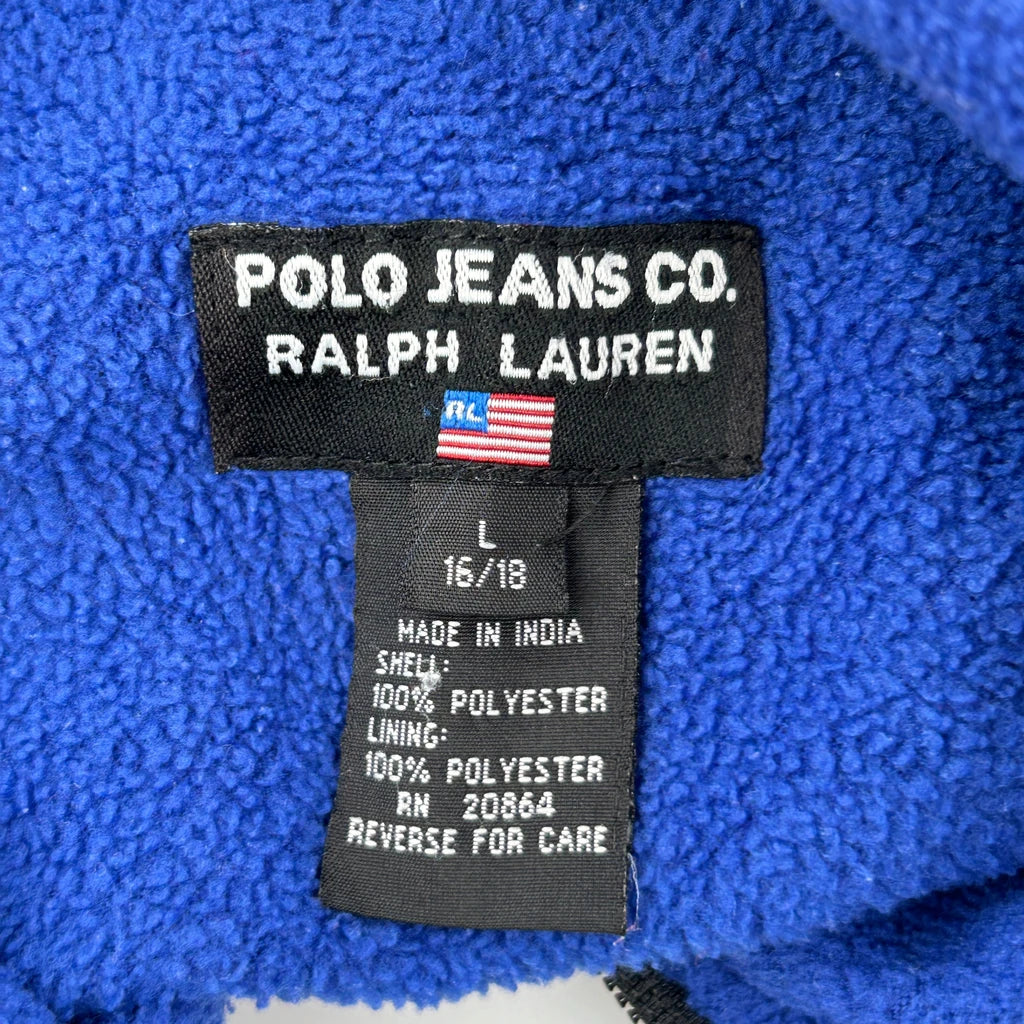 POLO JEANS CO.
RALPH LAUREN
RL
L
16/18
MADE IN INDIA
SHELL:
100% POLYESTER
LINING:
100% POLYESTER
RN 20864
REVERSE FOR CARE